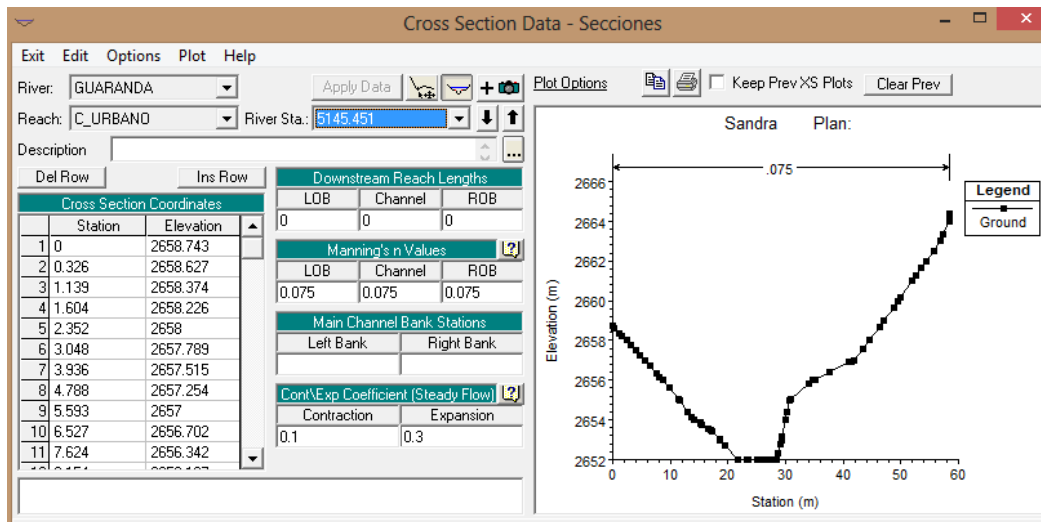 Cross Section Data - Secciones
Exit Edit Options Plot Help
River: GUARANDA
Apply Data
Plot Options
Keep Prev XS Plots
Clear Prev
Reach: C_URBANO
River Sta.: 5145.451
Description
...
Del Row
Ins Row
Cross Section Coordinates
Station Elevation
1 0 2658.743
2 0.326 2658.627
3 1.139 2658.374
4 1.604 2658.226
5 2.352 2658
6 3.048 2657.789
7 3.936 2657.515
8 4.788 2657.254
9 5.593 2657
10 6.527 2656.702
11 7.624 2656.342
Downstream Reach Lengths
LOB Channel ROB
0 0 0
Manning's n Values
LOB Channel ROB
0.075 0.075 0.075
Main Channel Bank Stations
Left Bank Right Bank
Cont\Exp Coefficient (Steady Flow)
Contraction Expansion
0.1 0.3
Sandra Plan:
.075
Legend
Ground
2666
2664
2662
2660
2658
2656
2654
2652
Elevation (m)
0 10 20 30 40 50 60
Station (m)